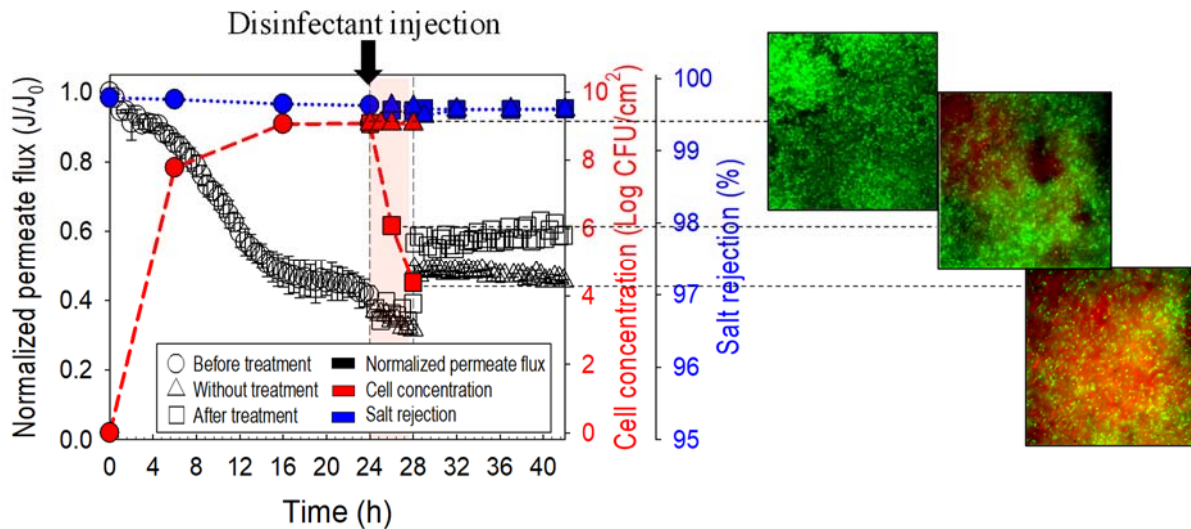 Disinfectant injection
Normalized permeate flux (J/J0)
1.0
0.8
0.6
0.4
0.2
0.0
0 4 8 12 16 20 24 28 32 36 40
Time (h)
Before treatment
Without treatment
After treatment
Normalized permeate flux
Cell concentration
Salt rejection
10
8
6
4
2
0
Cell concentration (Log CFU/cm2)
100
99
98
97
96
95
Salt rejection (%)